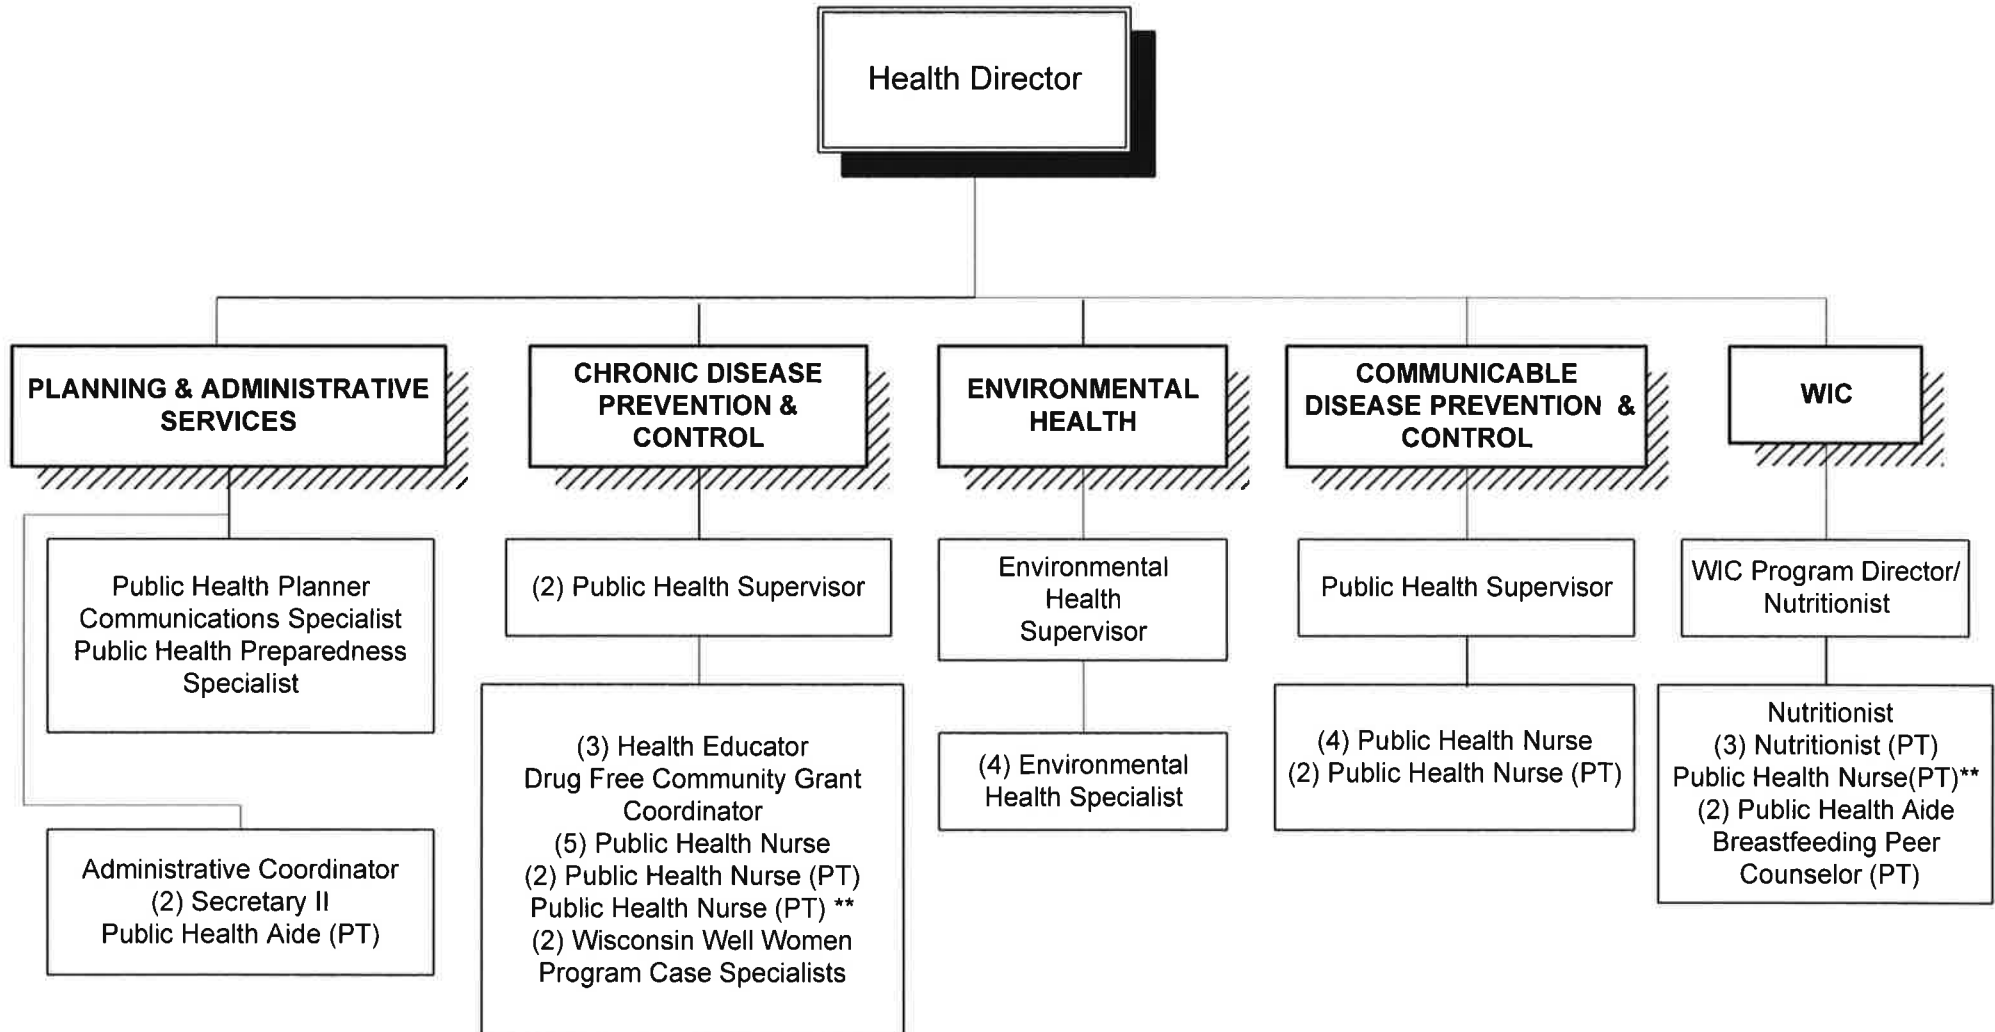 Health Director
PLANNING & ADMINISTRATIVE
SERVICES
CHRONIC DISEASE
PREVENTION &
CONTROL
ENVIRONMENTAL
HEALTH
COMMUNICABLE
DISEASE PREVENTION &
CONTROL
WIC
Public Health Planner
Communications Specialist
Public Health Preparedness
Specialist
(2) Public Health Supervisor
Environmental
Health
Supervisor
Public Health Supervisor
WIC Program Director/
Nutritionist
Administrative Coordinator
(2) Secretary II
Public Health Aide (PT)
(3) Health Educator
Drug Free Community Grant
Coordinator
(5) Public Health Nurse
(2) Public Health Nurse (PT)
Public Health Nurse (PT) **
(2) Wisconsin Well Women
Program Case Specialists
(4) Environmental
Health Specialist
(4) Public Health Nurse
(2) Public Health Nurse (PT)
Nutritionist
(3) Nutritionist (PT)
Public Health Nurse(PT)**
(2) Public Health Aide
Breastfeeding Peer
Counselor (PT)